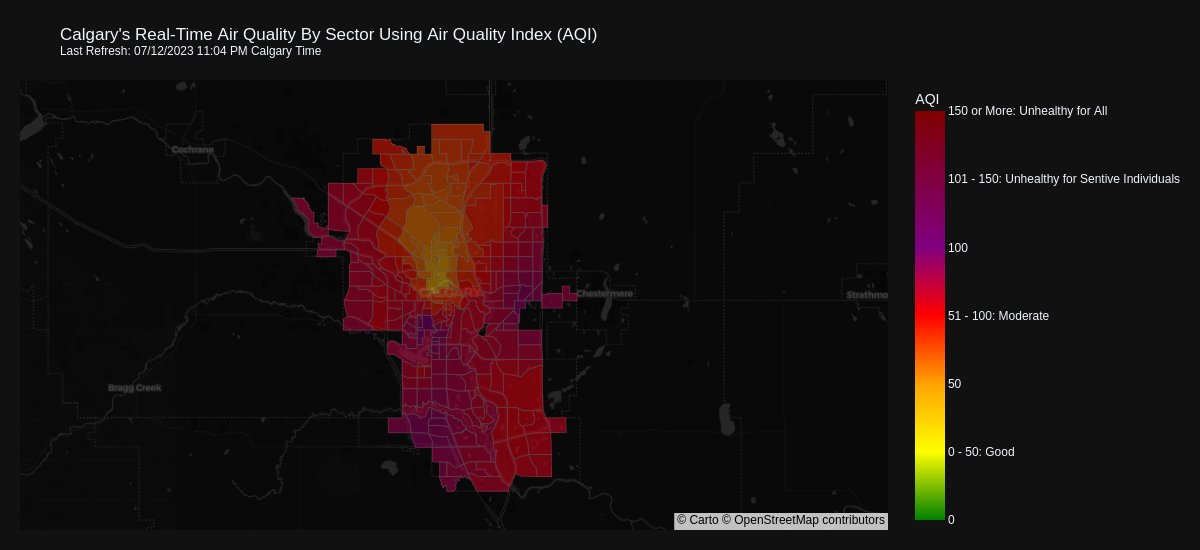 Calgary's Real-Time Air Quality By Sector Using Air Quality Index (AQI)
Last Refresh: 07/12/2023 11:04 PM Calgary Time
AQI
150 or More: Unhealthy for All
Cochrane
101 - 150: Unhealthy for Sentive Individuals
100
CALGARY
Chestermere
Strathmo
51 - 100: Moderate
Bragg Creek
50
0 - 50: Good
© Carto © OpenStreetMap contributors
0